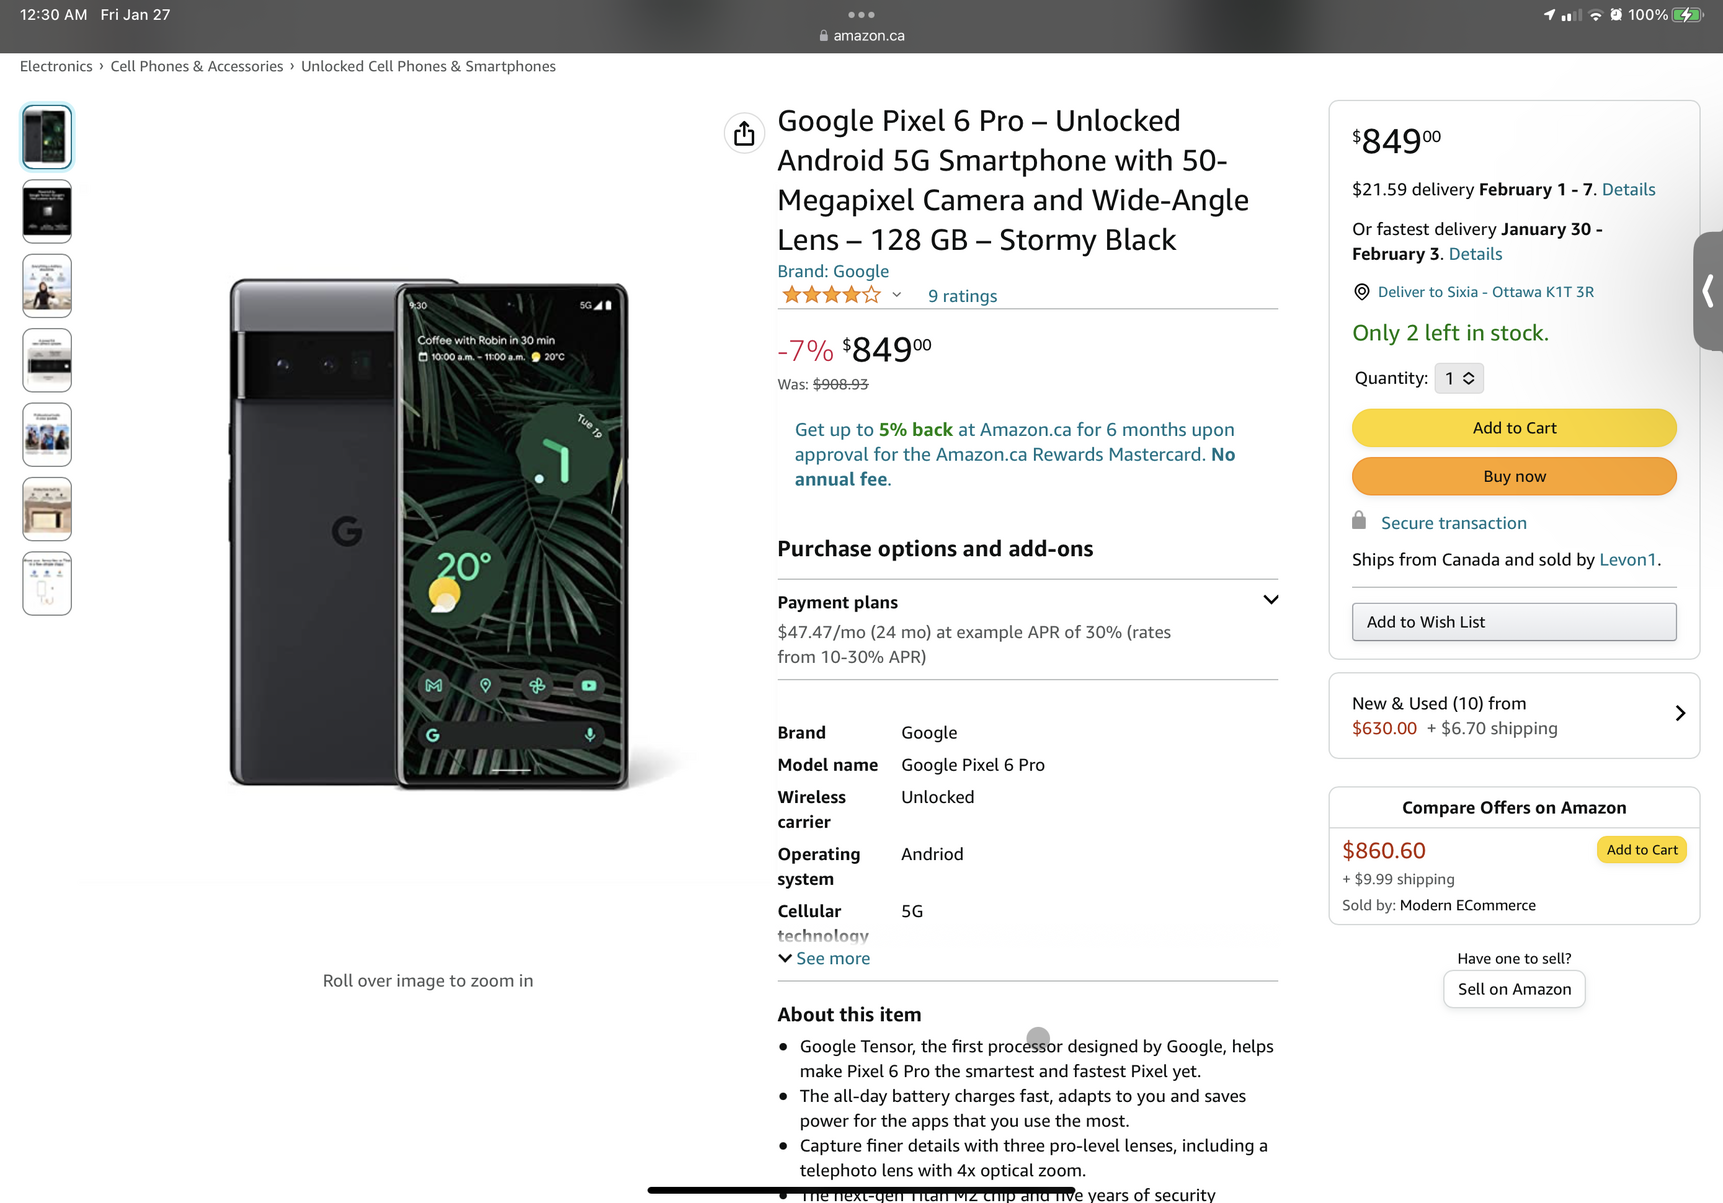 12:30 AM Fri Jan 27
100%
amazon.ca
Electronics › Cell Phones & Accessories › Unlocked Cell Phones & Smartphones
Google Pixel 6 Pro – Unlocked
Android 5G Smartphone with 50-
Megapixel Camera and Wide-Angle
Lens – 128 GB – Stormy Black
Brand: Google
9 ratings
-7% $84900
Was: $908.93
Get up to 5% back at Amazon.ca for 6 months upon
approval for the Amazon.ca Rewards Mastercard. No
annual fee.
Purchase options and add-ons
Payment plans
$47.47/mo (24 mo) at example APR of 30% (rates
from 10-30% APR)
Brand Google
Model name Google Pixel 6 Pro
Wireless
carrier
Unlocked
Operating
system
Andriod
Cellular
technology
5G
See more
About this item
• Google Tensor, the first processor designed by Google, helps
make Pixel 6 Pro the smartest and fastest Pixel yet.
• The all-day battery charges fast, adapts to you and saves
power for the apps that you use the most.
• Capture finer details with three pro-level lenses, including a
telephoto lens with 4x optical zoom.
• The next-gen Titan M2 chip and five years of security
9:30
5G
Coffee with Robin in 30 min
10:00 a.m. – 11:00 a.m. 20°C
Tue 19
20°
G
G
Roll over image to zoom in
$84900
$21.59 delivery February 1 - 7. Details
Or fastest delivery January 30 -
February 3. Details
Deliver to Sixia - Ottawa K1T 3R
Only 2 left in stock.
Quantity: 1
Add to Cart
Buy now
Secure transaction
Ships from Canada and sold by Levon1.
Add to Wish List
New & Used (10) from
$630.00 + $6.70 shipping
Compare Offers on Amazon
$860.60
Add to Cart
+ $9.99 shipping
Sold by: Modern ECommerce
Have one to sell?
Sell on Amazon